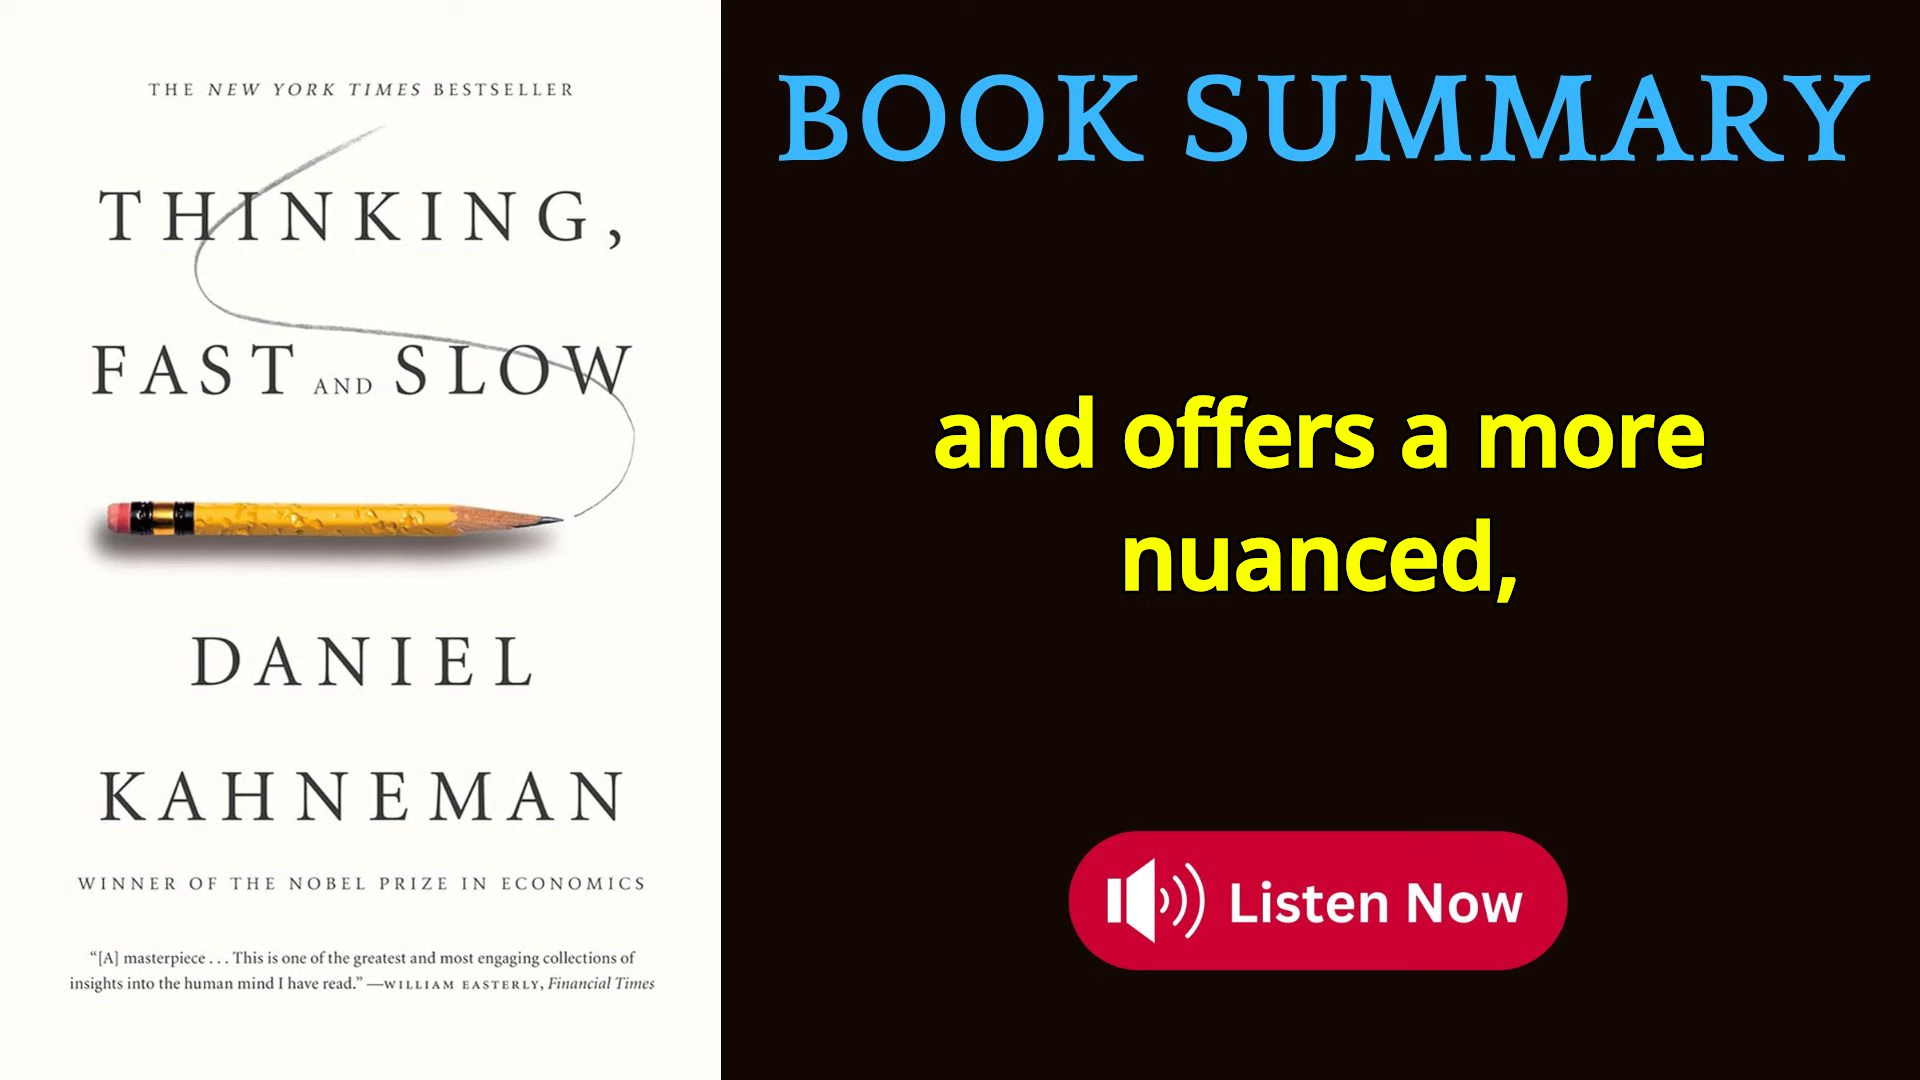 THE NEW YORK TIMES BESTSELLER
THINKING,
FAST AND SLOW
DANIEL
KAHNEMAN
WINNER OF THE NOBEL PRIZE IN ECONOMICS
“[A] masterpiece . . . This is one of the greatest and most engaging collections of
insights into the human mind I have read.” —WILLIAM EASTERLY, Financial Times
BOOK SUMMARY
and offers a more
nuanced,
Listen Now